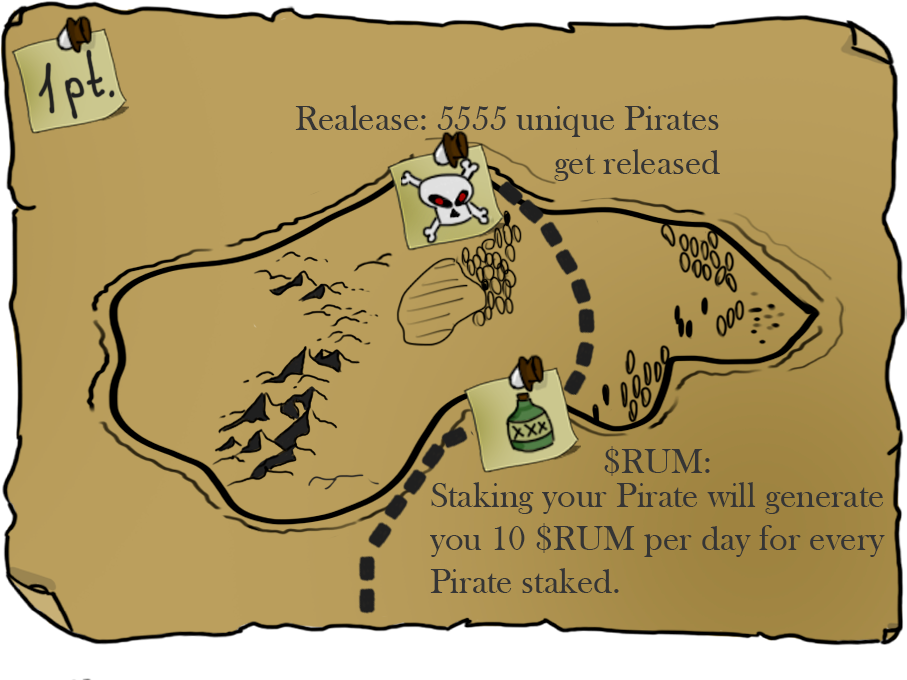 1pt.
Realease: 5555 unique Pirates
get released
XXX
$RUM:
Staking your Pirate will generate
you 10 $RUM per day for every
Pirate staked.